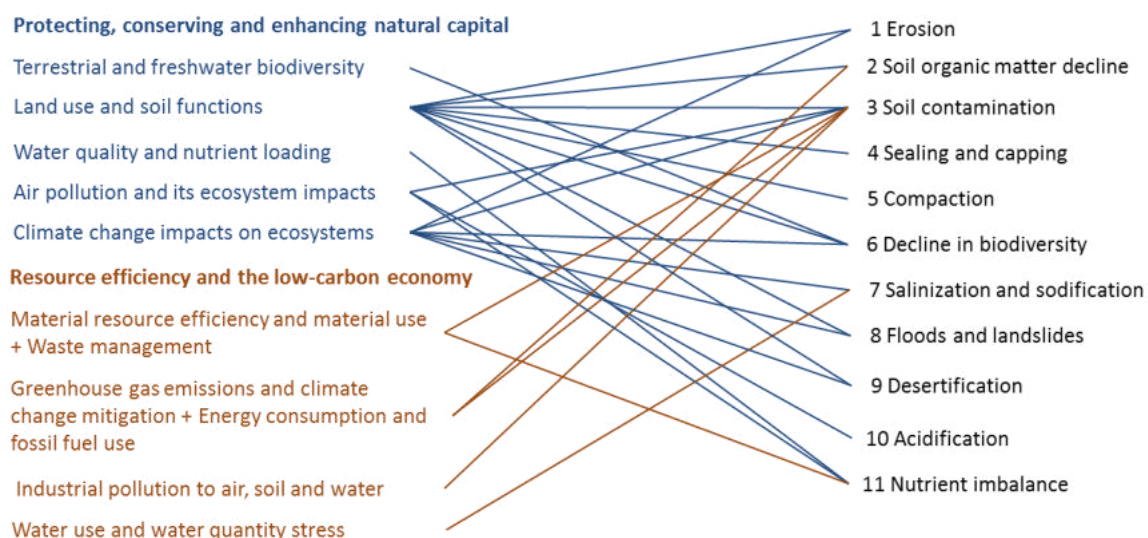 Protecting, conserving and enhancing natural capital
Terrestrial and freshwater biodiversity
Land use and soil functions
Water quality and nutrient loading
Air pollution and its ecosystem impacts
Climate change impacts on ecosystems
Resource efficiency and the low-carbon economy
Material resource efficiency and material use
+ Waste management
Greenhouse gas emissions and climate
change mitigation + Energy consumption and
fossil fuel use
Industrial pollution to air, soil and water
Water use and water quantity stress
1 Erosion
2 Soil organic matter decline
3 Soil contamination
4 Sealing and capping
5 Compaction
6 Decline in biodiversity
7 Salinization and sodification
8 Floods and landslides
9 Desertification
10 Acidification
11 Nutrient imbalance